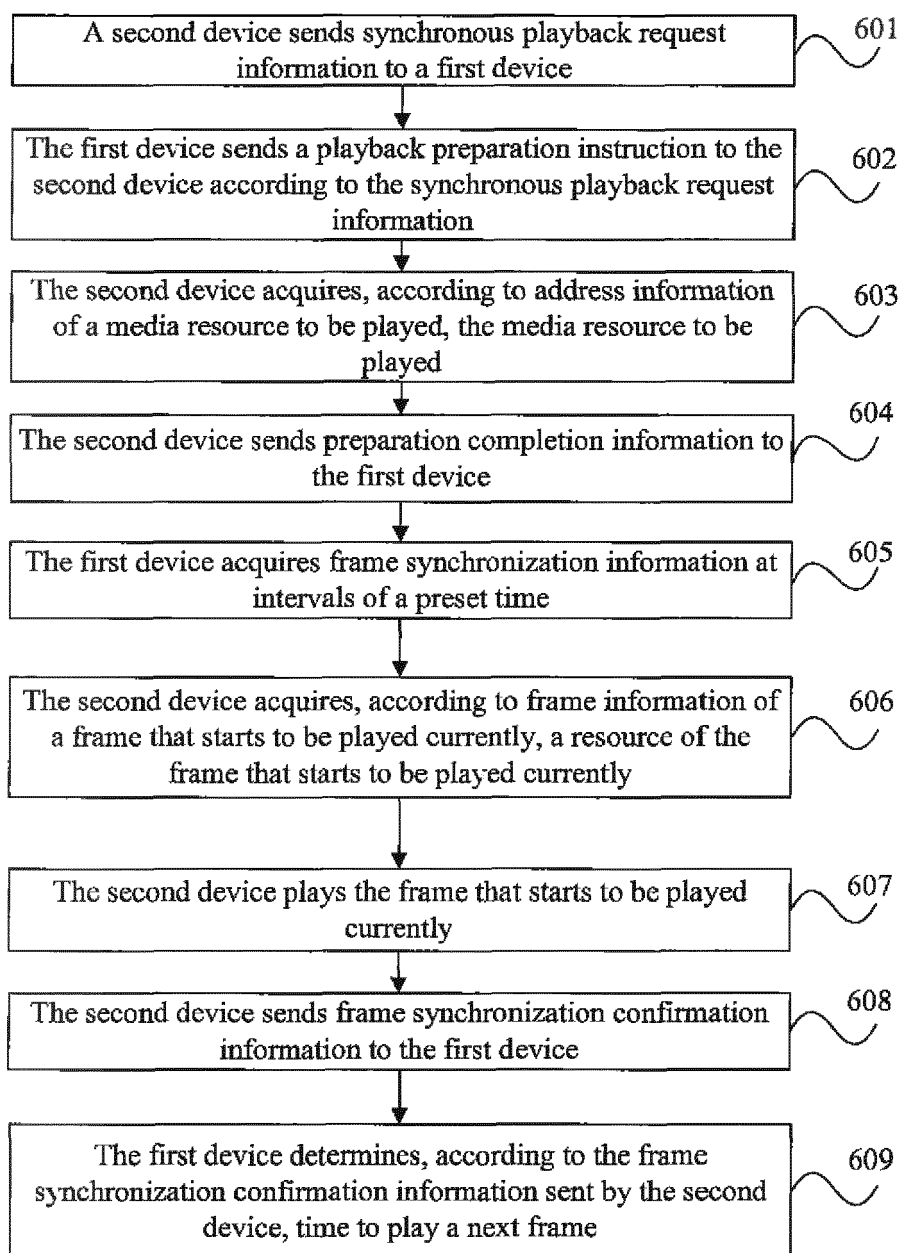 A second device sends synchronous playback request
information to a first device
601
The first device sends a playback preparation instruction to the
second device according to the synchronous playback request
information
602
The second device acquires, according to address information
of a media resource to be played, the media resource to be
played
603
The second device sends preparation completion information to
the first device
604
The first device acquires frame synchronization information at
intervals of a preset time
605
The second device acquires, according to frame information of
a frame that starts to be played currently, a resource of the
frame that starts to be played currently
606
The second device plays the frame that starts to be played
currently
607
The second device sends frame synchronization confirmation
information to the first device
608
The first device determines, according to the frame
synchronization confirmation information sent by the second
device, time to play a next frame
609